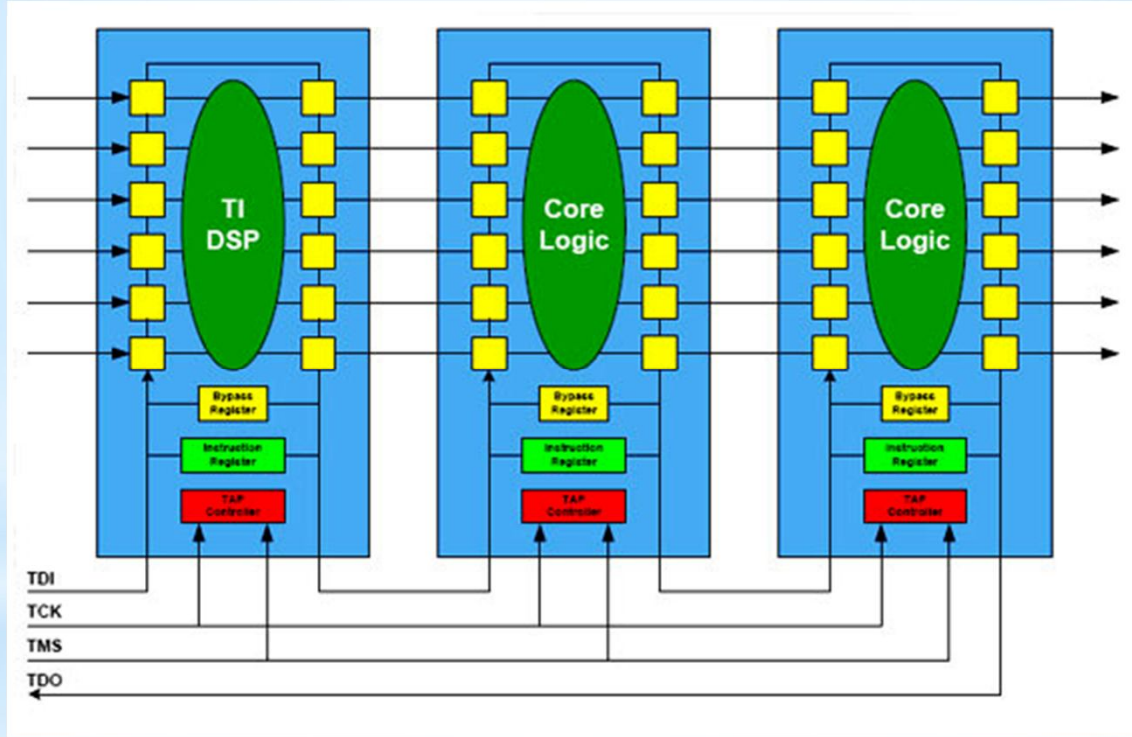 TI
DSP
Core
Logic
Core
Logic
Bypass
Register
Bypass
Register
Bypass
Register
Instruction
Register
Instruction
Register
Instruction
Register
TAP
Controller
TAP
Controller
TAP
Controller
TDI
TCK
TMS
TDO